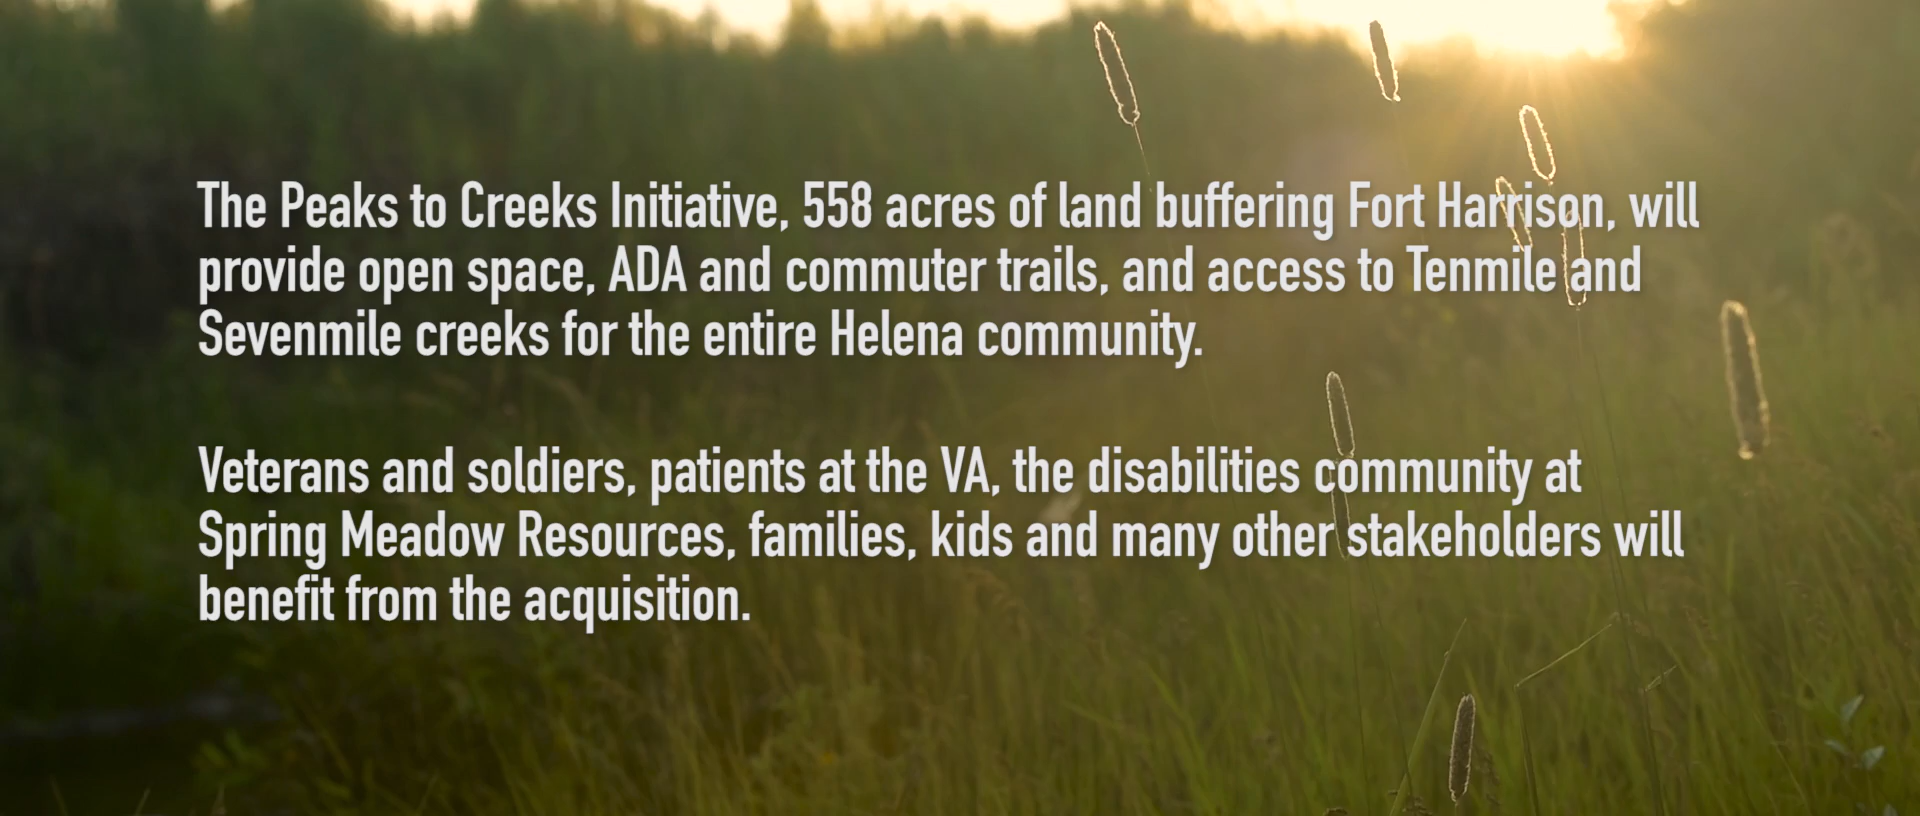 The Peaks to Creeks Initiative, 558 acres of land buffering Fort Harrison, will
provide open space, ADA and commuter trails, and access to Tenmile and
Sevenmile creeks for the entire Helena community.
Veterans and soldiers, patients at the VA, the disabilities community at
Spring Meadow Resources, families, kids and many other stakeholders will
benefit from the acquisition.